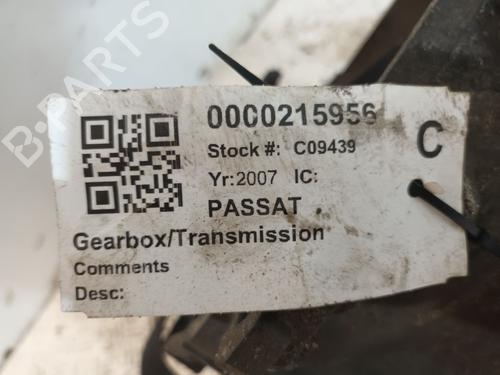 B-PARTS
0000215956
Stock #: C09439
C
Yr:2007 IC:
PASSAT
Gearbox/Transmission
Comments
Desc: